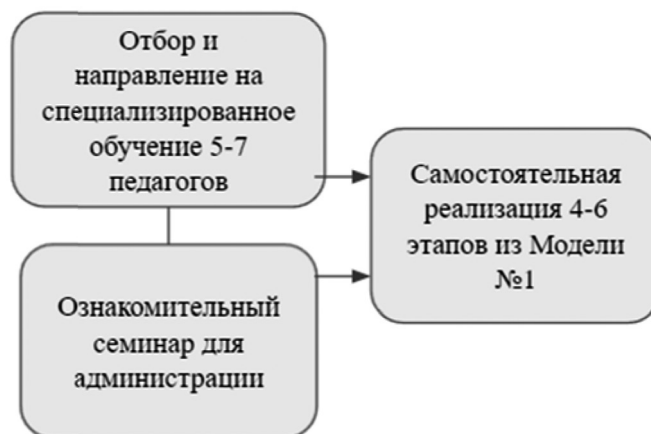 Отбор и
направление на
специализированное
обучение 5-7
педагогов
Ознакомительный
семинар для
администрации
Самостоятельная
реализация 4-6
этапов из Модели
№1